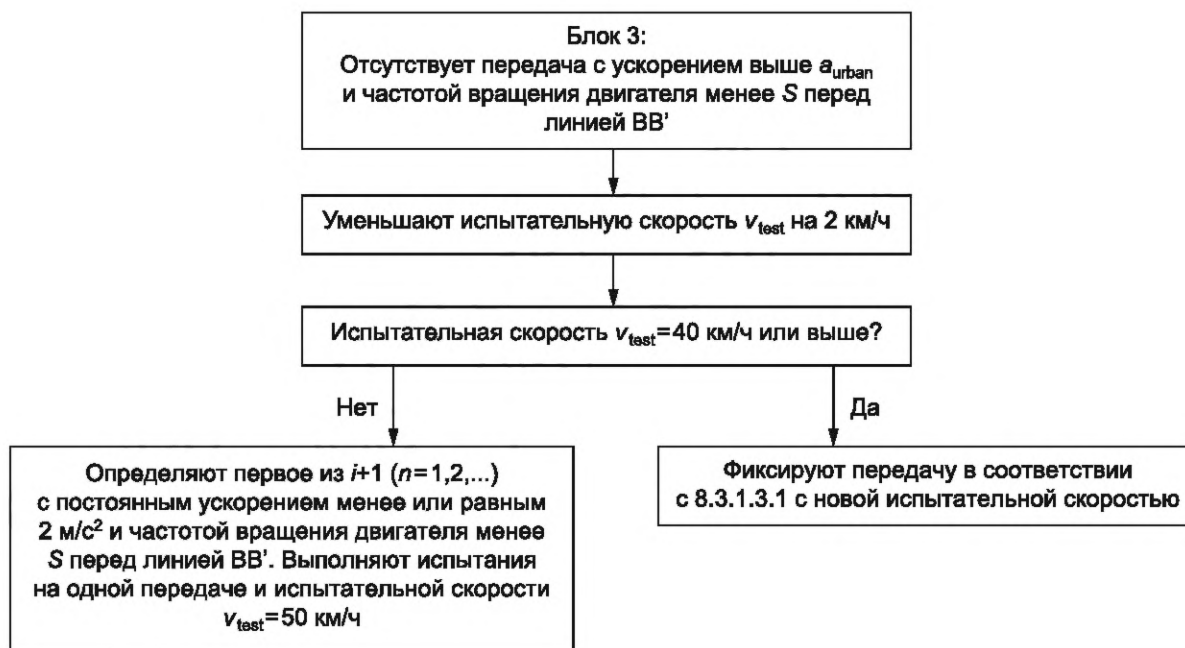 Блок 3:
Отсутствует передача с ускорением выше a_urban
и частотой вращения двигателя менее S перед
линией BB’
Уменьшают испытательную скорость v_test на 2 км/ч
Испытательная скорость v_test=40 км/ч или выше?
Нет
Да
Определяют первое из i+1 (n=1,2,...)
с постоянным ускорением менее или равным
2 м/с² и частотой вращения двигателя менее
S перед линией BB’. Выполняют испытания
на одной передаче и испытательной скорости
v_test=50 км/ч
Фиксируют передачу в соответствии
с 8.3.1.3.1 с новой испытательной скоростью